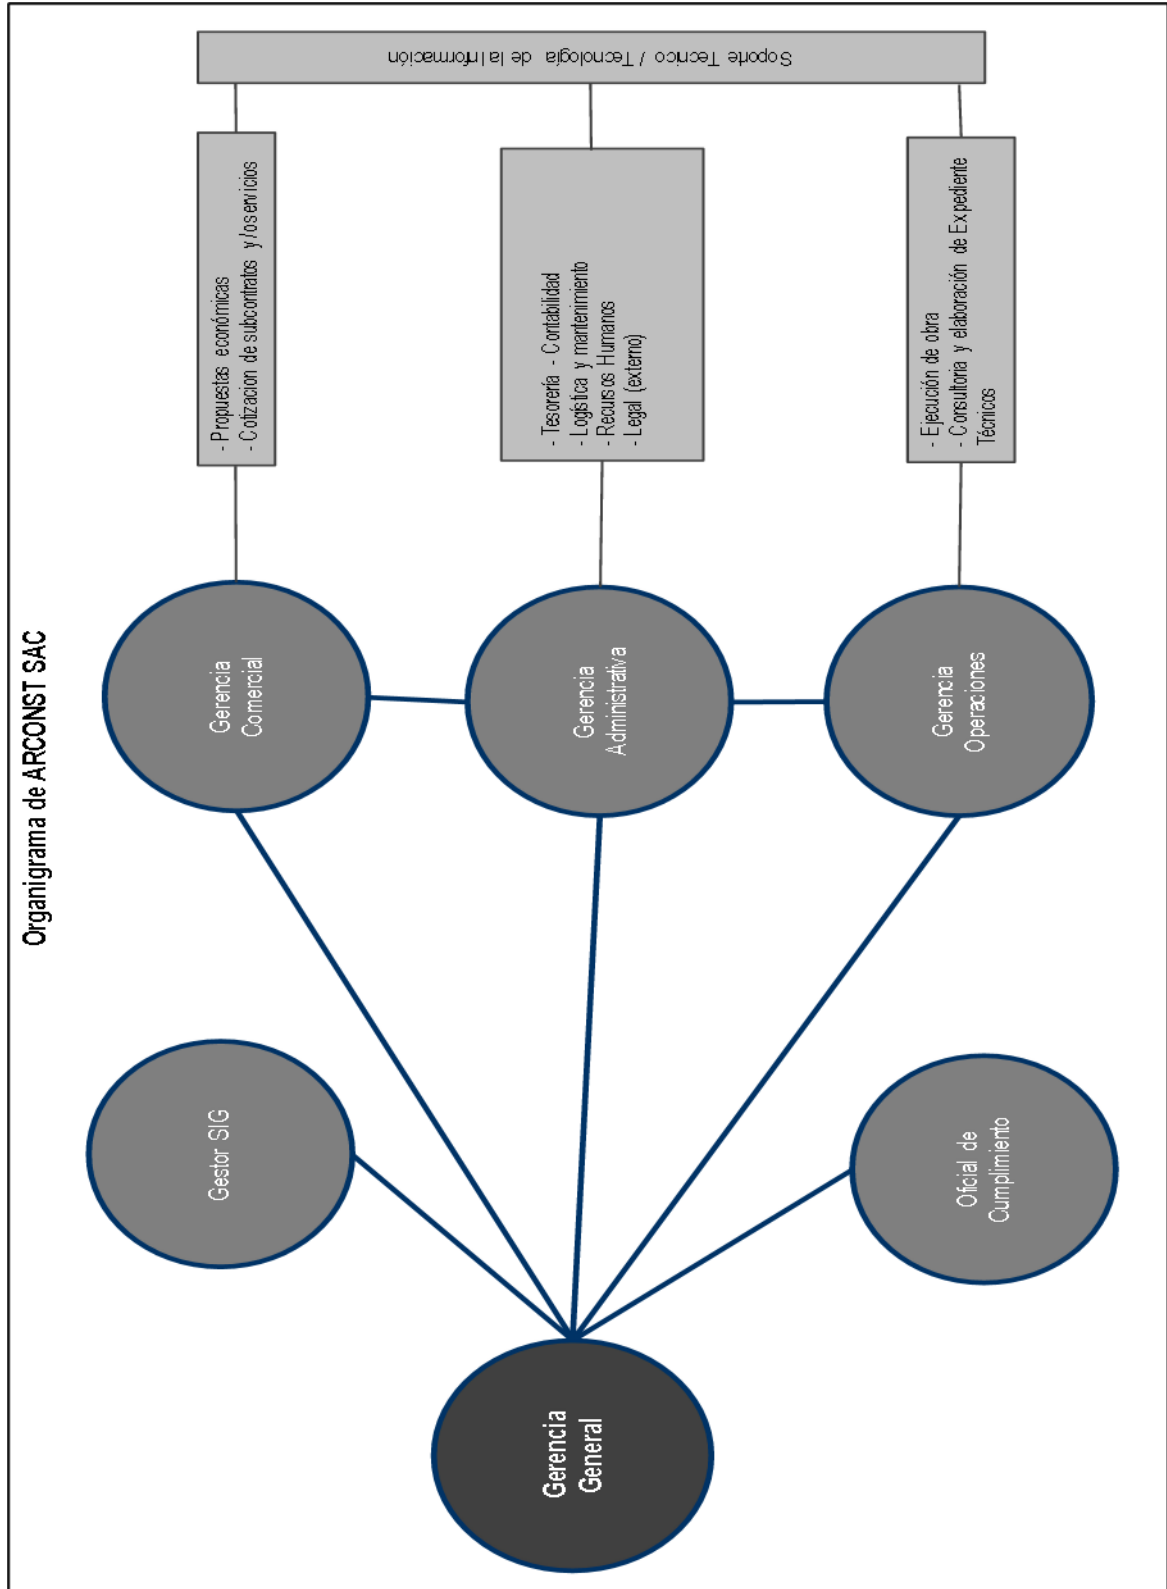 Organigrama de ARCONST SAC
Gerencia
General
Gestor SIG
Oficial de
Cumplimiento
Gerencia
Comercial
Gerencia
Administrativa
Gerencia
Operaciones
- Propuestas económicas
- Cotizacion de subcontratos y/o servicios
- Tesorería - Contabilidad
- Logística y mantenimiento
- Recursos Humanos
- Legal (externo)
- Ejecución de obra
- Consultoria y elaboración de Expediente
Técnicos
Soporte Tecnico / Tecnología de la Información